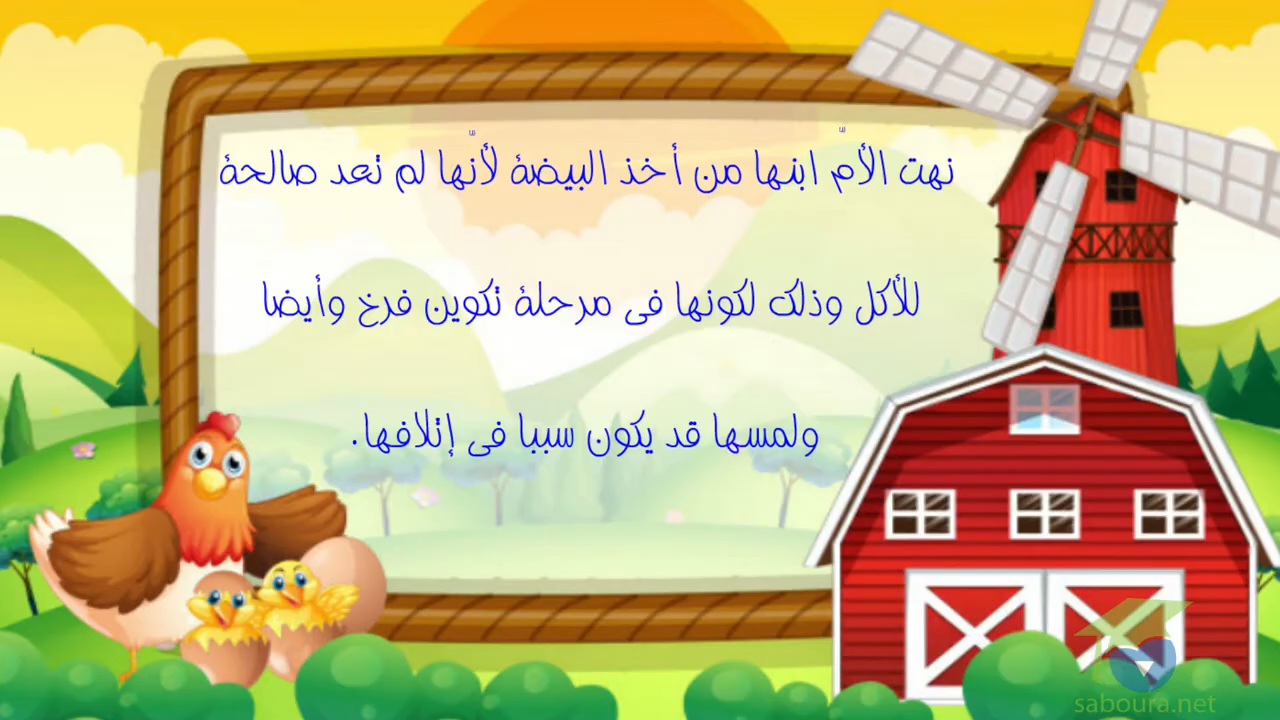 نهت الأمّ ابنها من أخذ البيضة لأنّها لم تعد صالحة
للأكل وذلك لكونها فى مرحلة تكوين فرخ وأيضا
ولمسها قد يكون سببا فى إتلافها.
saboura.net